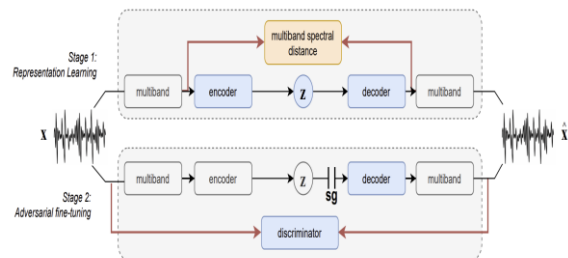 multiband spectral
distance
Stage 1:
Representation Learning
multiband
encoder
z
decoder
multiband
x
x̂
multiband
encoder
z
sg
decoder
multiband
Stage 2:
Adversarial fine-tuning
discriminator